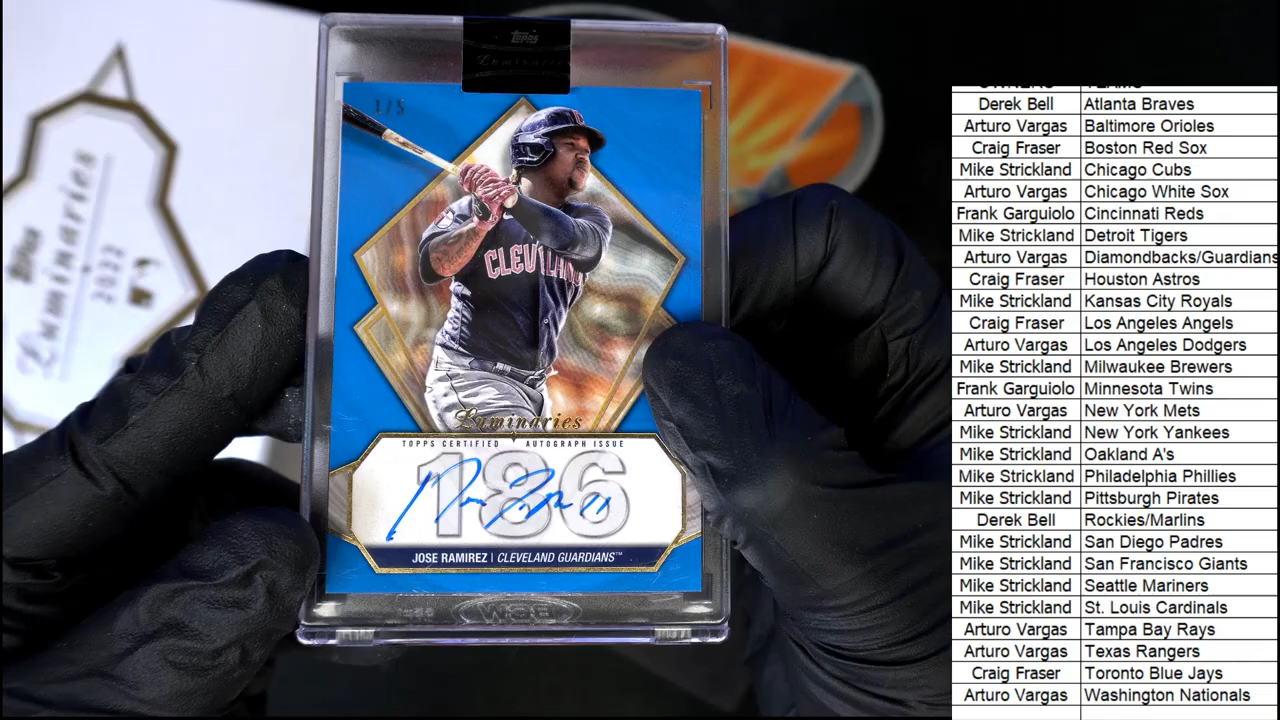 Topps
Luminaries
1/5
Topps
Luminaries
2022
CLEVELAND
Luminaries
TOPPS CERTIFIED AUTOGRAPH ISSUE
186
JOSE RAMIREZ | CLEVELAND GUARDIANS™
OWNERS TEAMS
Derek Bell Atlanta Braves
Arturo Vargas Baltimore Orioles
Craig Fraser Boston Red Sox
Mike Strickland Chicago Cubs
Arturo Vargas Chicago White Sox
Frank Garguiolo Cincinnati Reds
Mike Strickland Detroit Tigers
Arturo Vargas Diamondbacks/Guardians
Craig Fraser Houston Astros
Mike Strickland Kansas City Royals
Craig Fraser Los Angeles Angels
Arturo Vargas Los Angeles Dodgers
Mike Strickland Milwaukee Brewers
Frank Garguiolo Minnesota Twins
Arturo Vargas New York Mets
Mike Strickland New York Yankees
Mike Strickland Oakland A's
Mike Strickland Philadelphia Phillies
Mike Strickland Pittsburgh Pirates
Derek Bell Rockies/Marlins
Mike Strickland San Diego Padres
Mike Strickland San Francisco Giants
Mike Strickland Seattle Mariners
Mike Strickland St. Louis Cardinals
Arturo Vargas Tampa Bay Rays
Arturo Vargas Texas Rangers
Craig Fraser Toronto Blue Jays
Arturo Vargas Washington Nationals